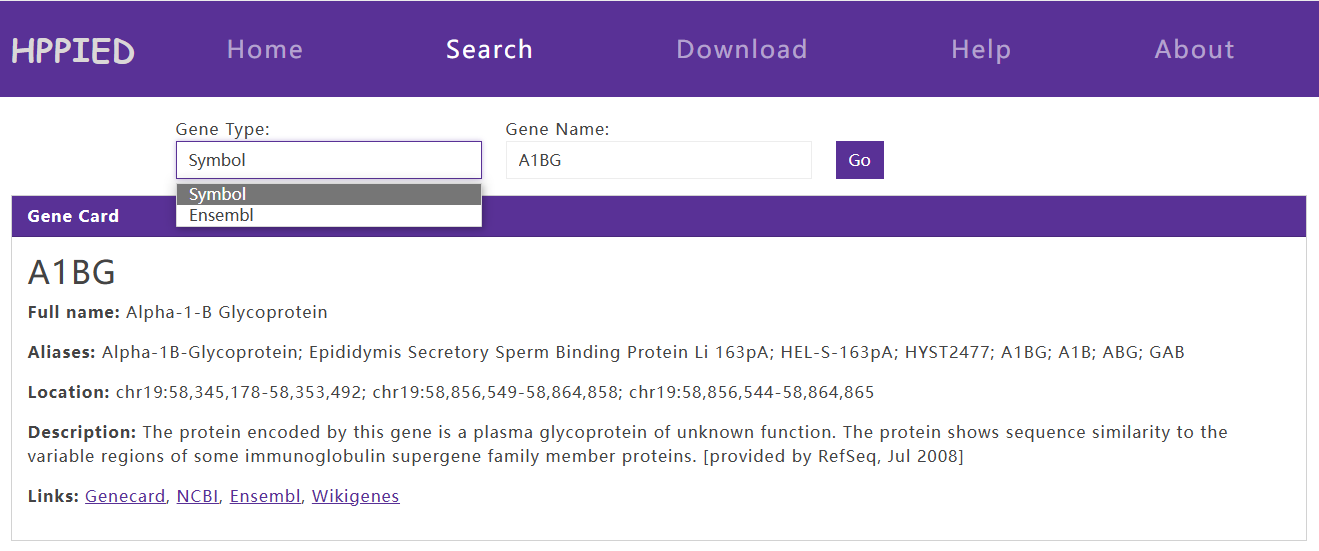 HPPIED Home Search Download Help About
Gene Type: Gene Name:
Symbol A1BG Go
Symbol
Ensembl
Gene Card
A1BG
Full name: Alpha-1-B Glycoprotein
Aliases: Alpha-1B-Glycoprotein; Epididymis Secretory Sperm Binding Protein Li 163pA; HEL-S-163pA; HYST2477; A1BG; A1B; ABG; GAB
Location: chr19:58,345,178-58,353,492; chr19:58,856,549-58,864,858; chr19:58,856,544-58,864,865
Description: The protein encoded by this gene is a plasma glycoprotein of unknown function. The protein shows sequence similarity to the
variable regions of some immunoglobulin supergene family member proteins. [provided by RefSeq, Jul 2008]
Links: Genecard, NCBI, Ensembl, Wikigenes